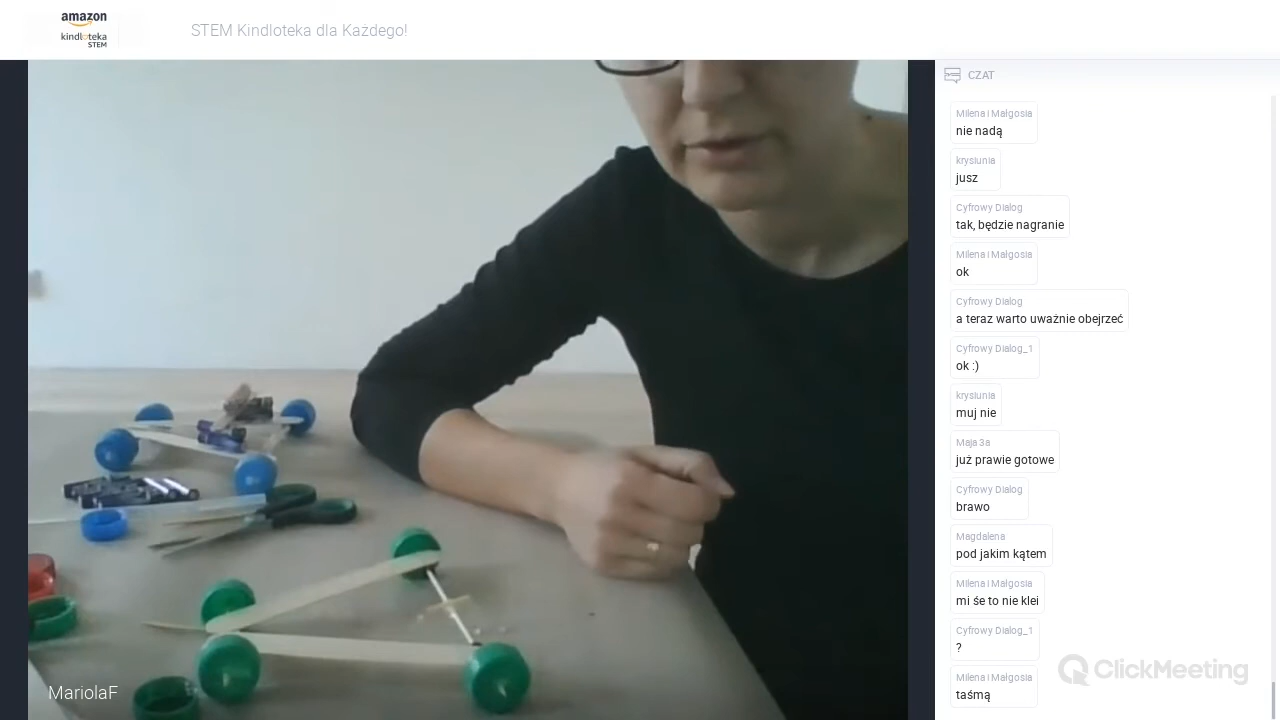 amazon
kindloteka
STEM
STEM Kindloteka dla Każdego!
MariolaF
CZAT
Milena i Małgosia
nie nadą
krysiunia
jusz
Cyfrowy Dialog
tak, będzie nagranie
Milena i Małgosia
ok
Cyfrowy Dialog
a teraz warto uważnie obejrzeć
Cyfrowy Dialog_1
ok :)
krysiunia
muj nie
Maja 3a
już prawie gotowe
Cyfrowy Dialog
brawo
Magdalena
pod jakim kątem
Milena i Małgosia
mi śe to nie klei
Cyfrowy Dialog_1
?
Milena i Małgosia
taśmą
ClickMeeting